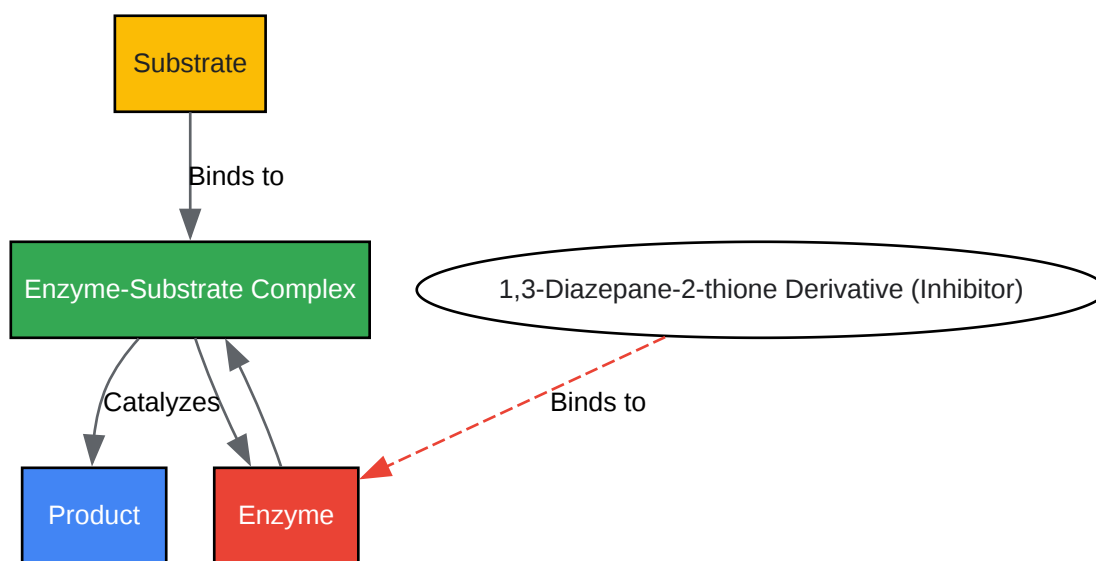 Substrate
Binds to
Enzyme-Substrate Complex
1,3-Diazepane-2-thione Derivative (Inhibitor)
Catalyzes
Binds to
Product
Enzyme